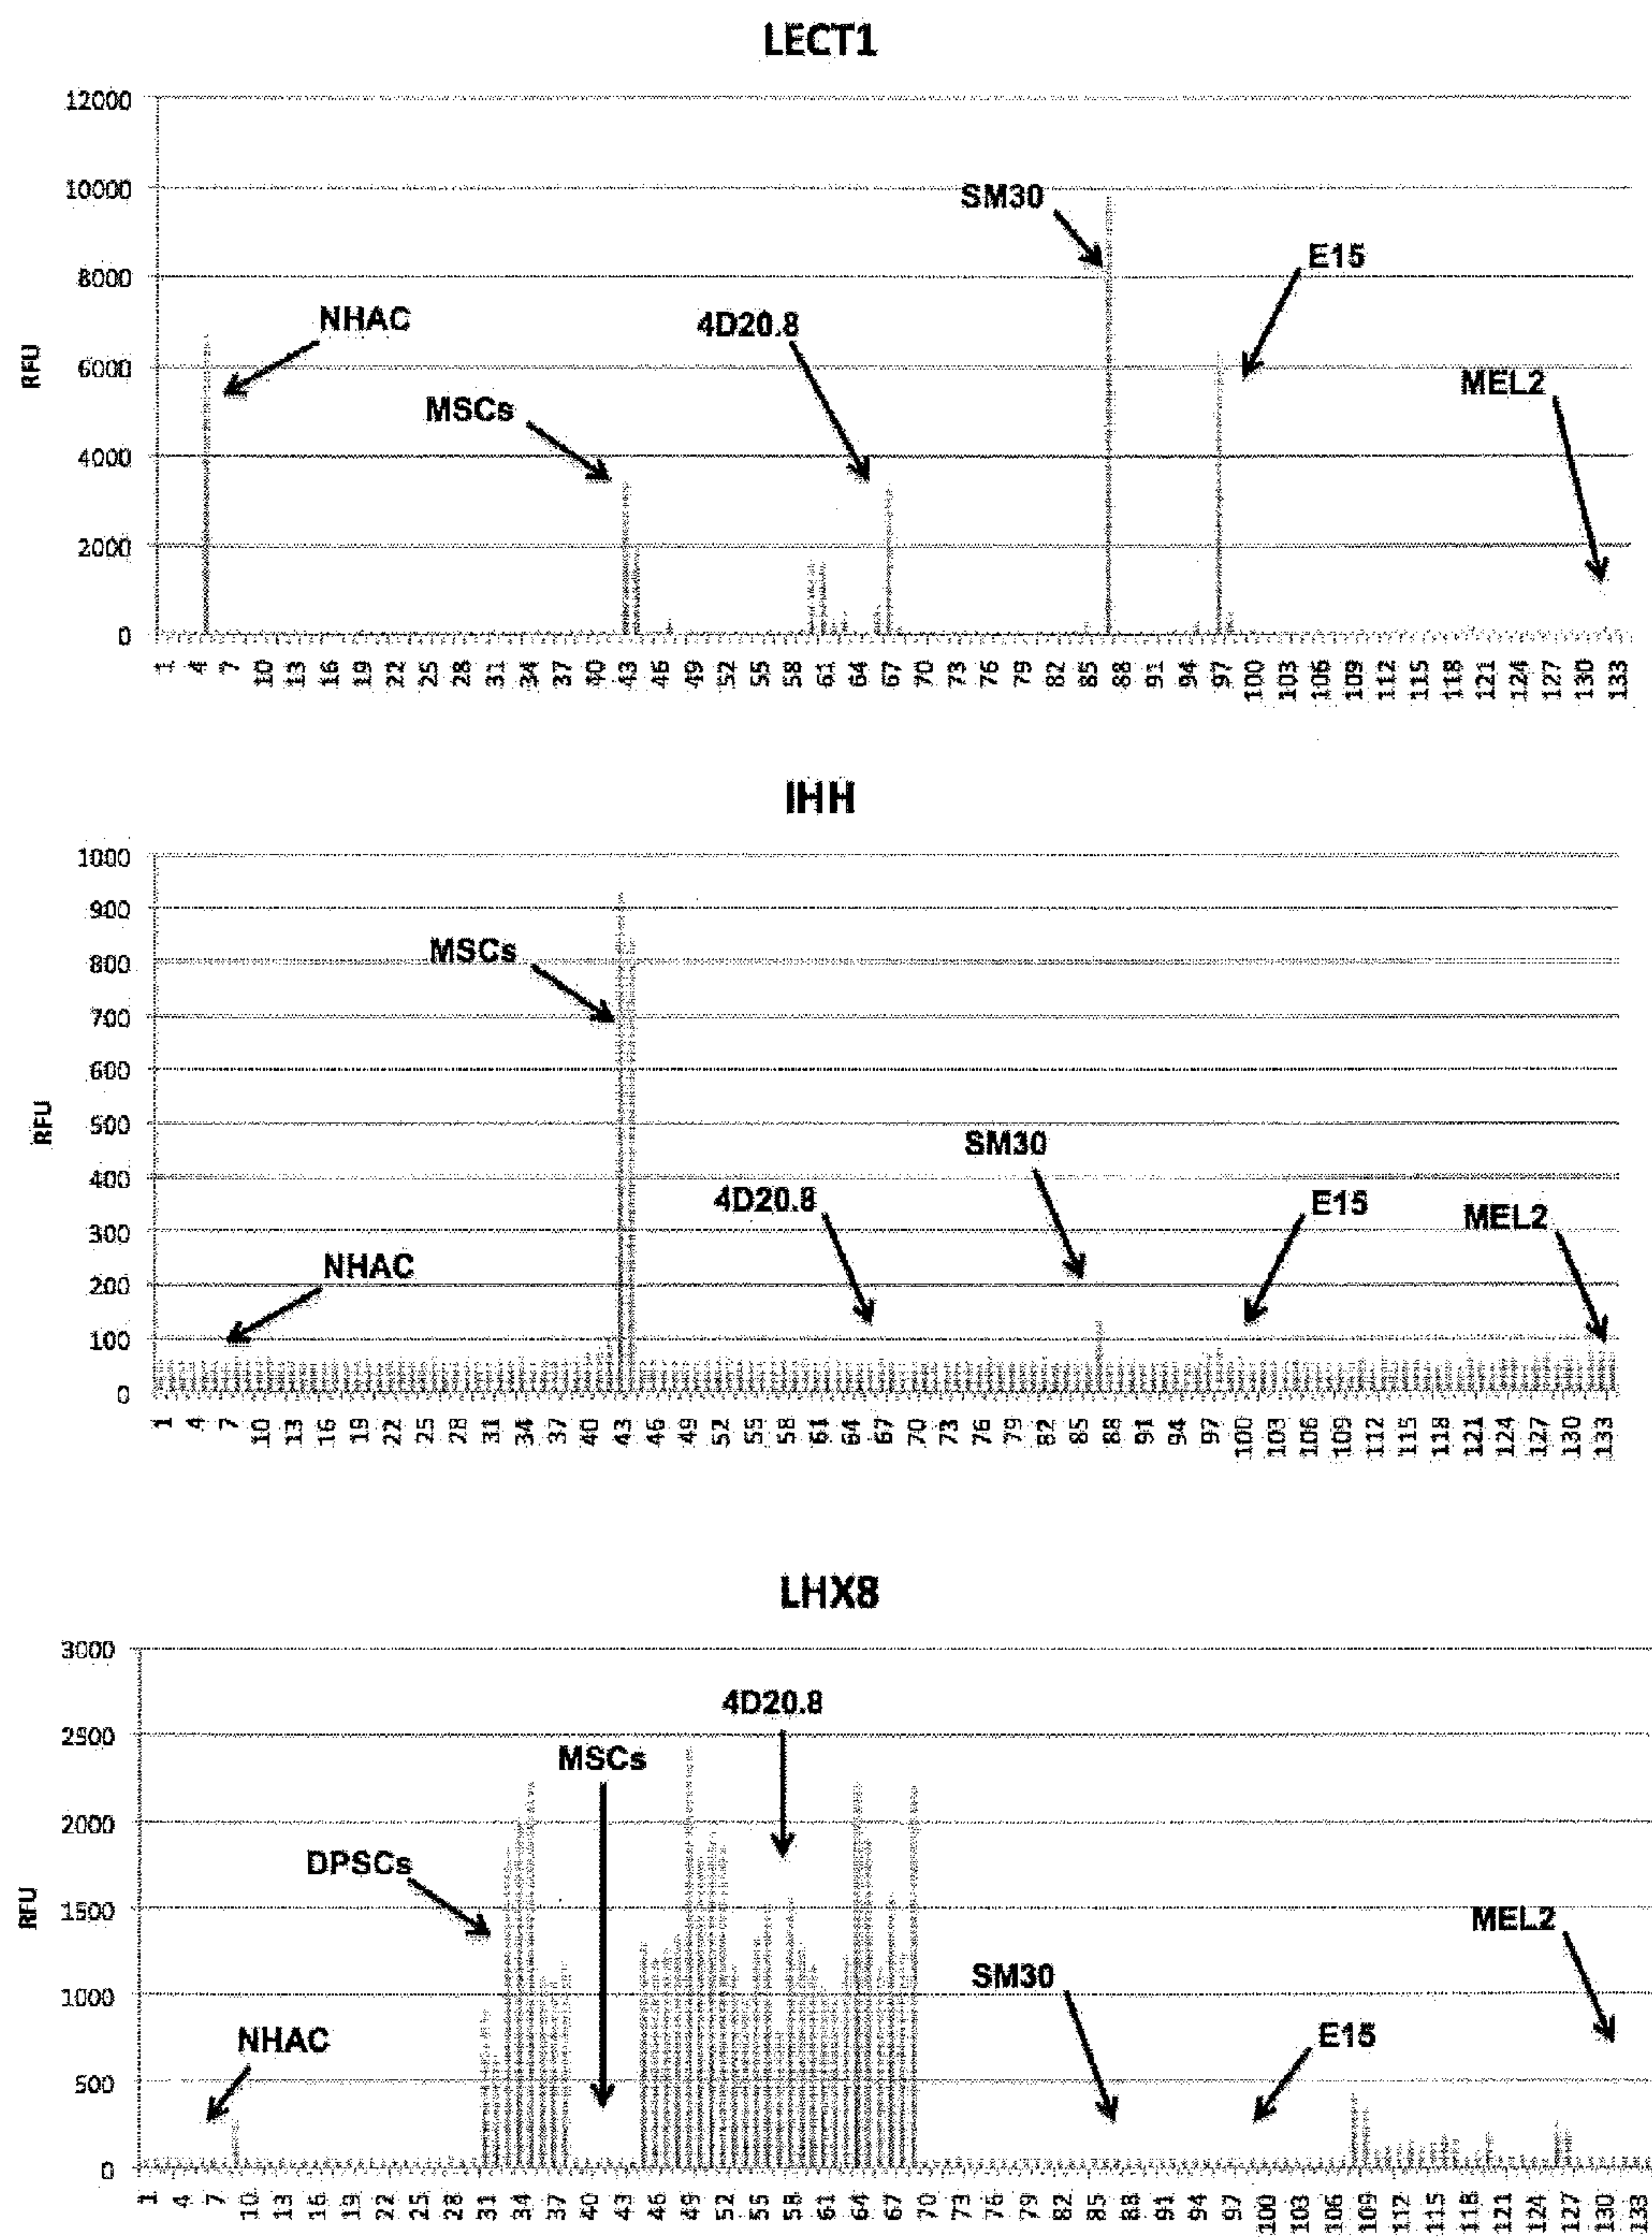 LECT1
12000
10000
8000
6000
4000
2000
0
RFU
NHAC
MSCs
4D20.8
SM30
E15
MEL2
1 4 7 10 13 16 19 22 25 28 31 34 37 40 43 46 49 52 55 58 61 64 67 70 73 76 79 82 85 88 91 94 97 100 103 106 109 112 115 118 121 124 127 130 133
IHH
1000
900
800
700
600
500
400
300
200
100
0
RFU
NHAC
MSCs
4D20.8
SM30
E15
MEL2
1 4 7 10 13 16 19 22 25 28 31 34 37 40 43 46 49 52 55 58 61 64 67 70 73 76 79 82 85 88 91 94 97 100 103 106 109 112 115 118 121 124 127 130 133
LHX8
3000
2500
2000
1500
1000
500
0
RFU
NHAC
DPSCs
MSCs
4D20.8
SM30
E15
MEL2
1 4 7 10 13 16 19 22 25 28 31 34 37 40 43 46 49 52 55 58 61 64 67 70 73 76 79 82 85 88 91 94 97 100 103 106 109 112 115 118 121 124 127 130 133